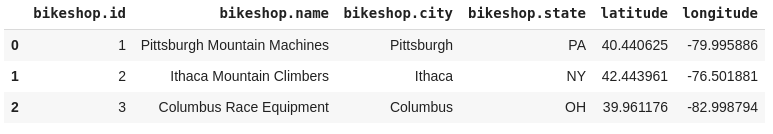 bikeshop.id bikeshop.name bikeshop.city bikeshop.state latitude longitude
0 1 Pittsburgh Mountain Machines Pittsburgh PA 40.440625 -79.995886
1 2 Ithaca Mountain Climbers Ithaca NY 42.443961 -76.501881
2 3 Columbus Race Equipment Columbus OH 39.961176 -82.998794